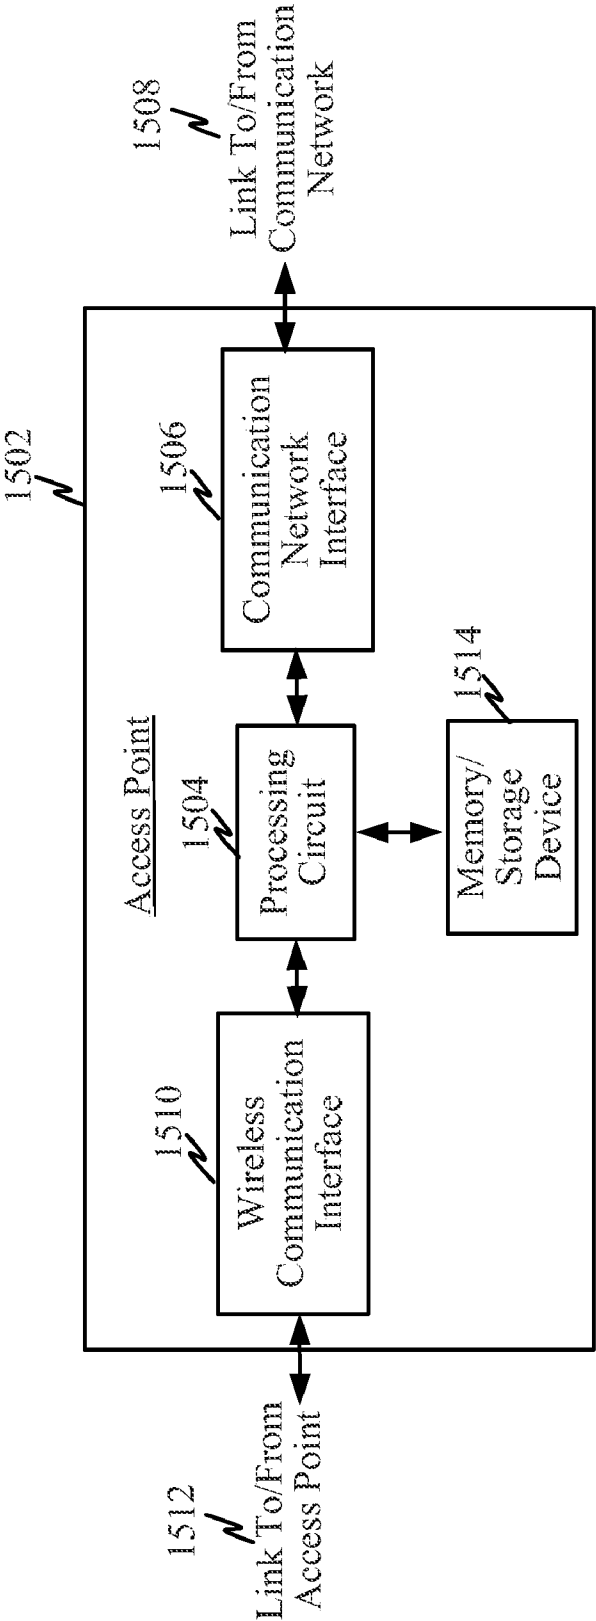 1502
Access Point
1512
Link To/From
Access Point
1510
Wireless
Communication
Interface
1504
Processing
Circuit
1506
Communication
Network
Interface
1508
Link To/From
Communication
Network
1514
Memory/
Storage
Device